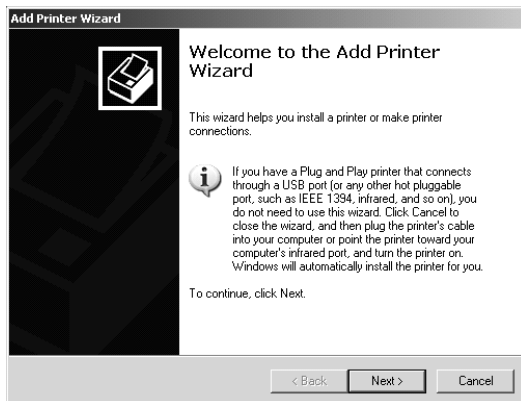 Add Printer Wizard
Welcome to the Add Printer
Wizard
This wizard helps you install a printer or make printer
connections.
If you have a Plug and Play printer that connects
through a USB port (or any other hot pluggable
port, such as IEEE 1394, infrared, and so on), you
do not need to use this wizard. Click Cancel to
close the wizard, and then plug the printer's cable
into your computer or point the printer toward your
computer's infrared port, and turn the printer on.
Windows will automatically install the printer for you.
To continue, click Next.
< Back Next > Cancel